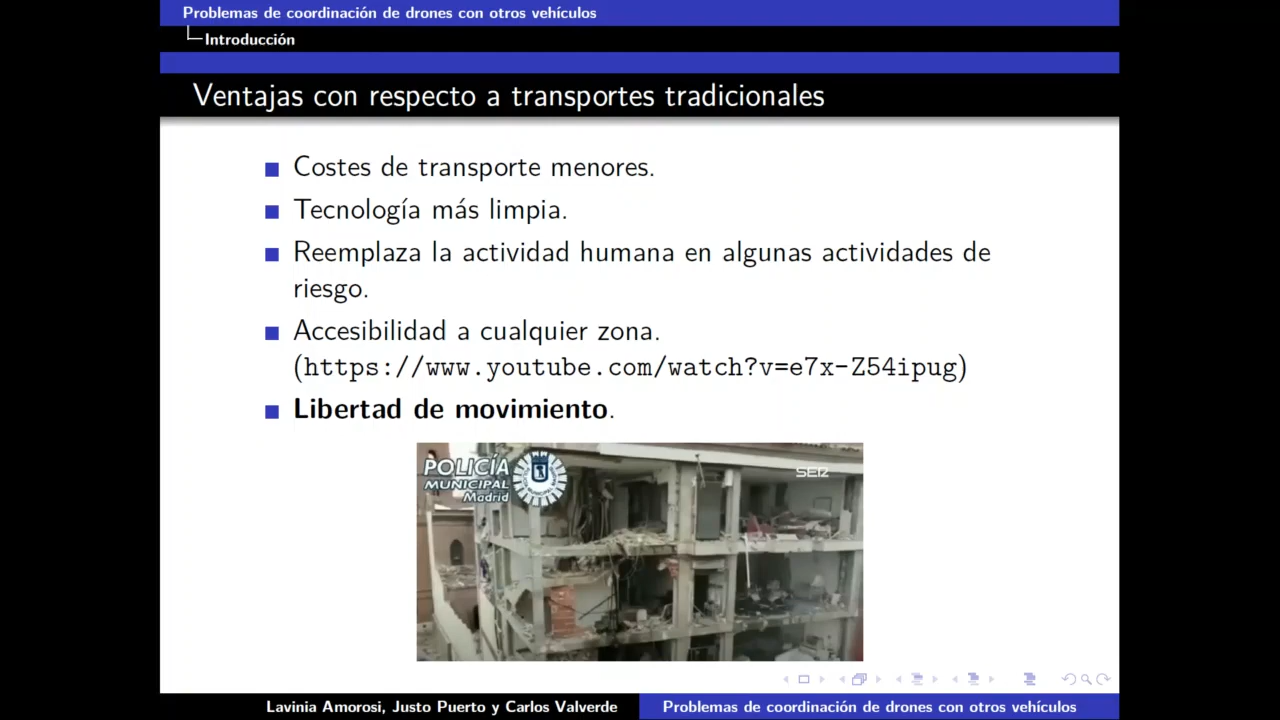 Problemas de coordinación de drones con otros vehículos
Introducción
Ventajas con respecto a transportes tradicionales
Costes de transporte menores.
Tecnología más limpia.
Reemplaza la actividad humana en algunas actividades de
riesgo.
Accesibilidad a cualquier zona.
(https://www.youtube.com/watch?v=e7x-Z54ipug)
Libertad de movimiento.
POLICÍA
MUNICIPAL
Madrid
SER
Lavinia Amorosi, Justo Puerto y Carlos Valverde
Problemas de coordinación de drones con otros vehículos